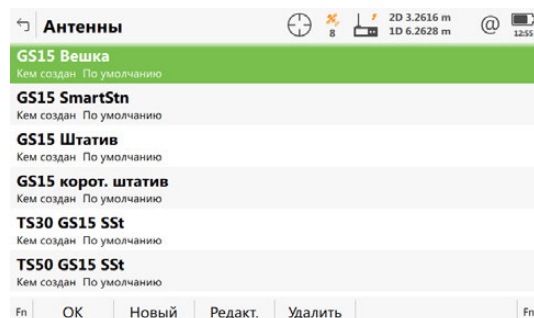 Антенны
8
2D 3.2616 m
1D 6.2628 m
@
12:55
GS15 Вешка
Кем создан По умолчанию
GS15 SmartStn
Кем создан По умолчанию
GS15 Штатив
Кем создан По умолчанию
GS15 корот. штатив
Кем создан По умолчанию
TS30 GS15 SSt
Кем создан По умолчанию
TS50 GS15 SSt
Кем создан По умолчанию
Fn ОК Новый Редакт. Удалить Fn